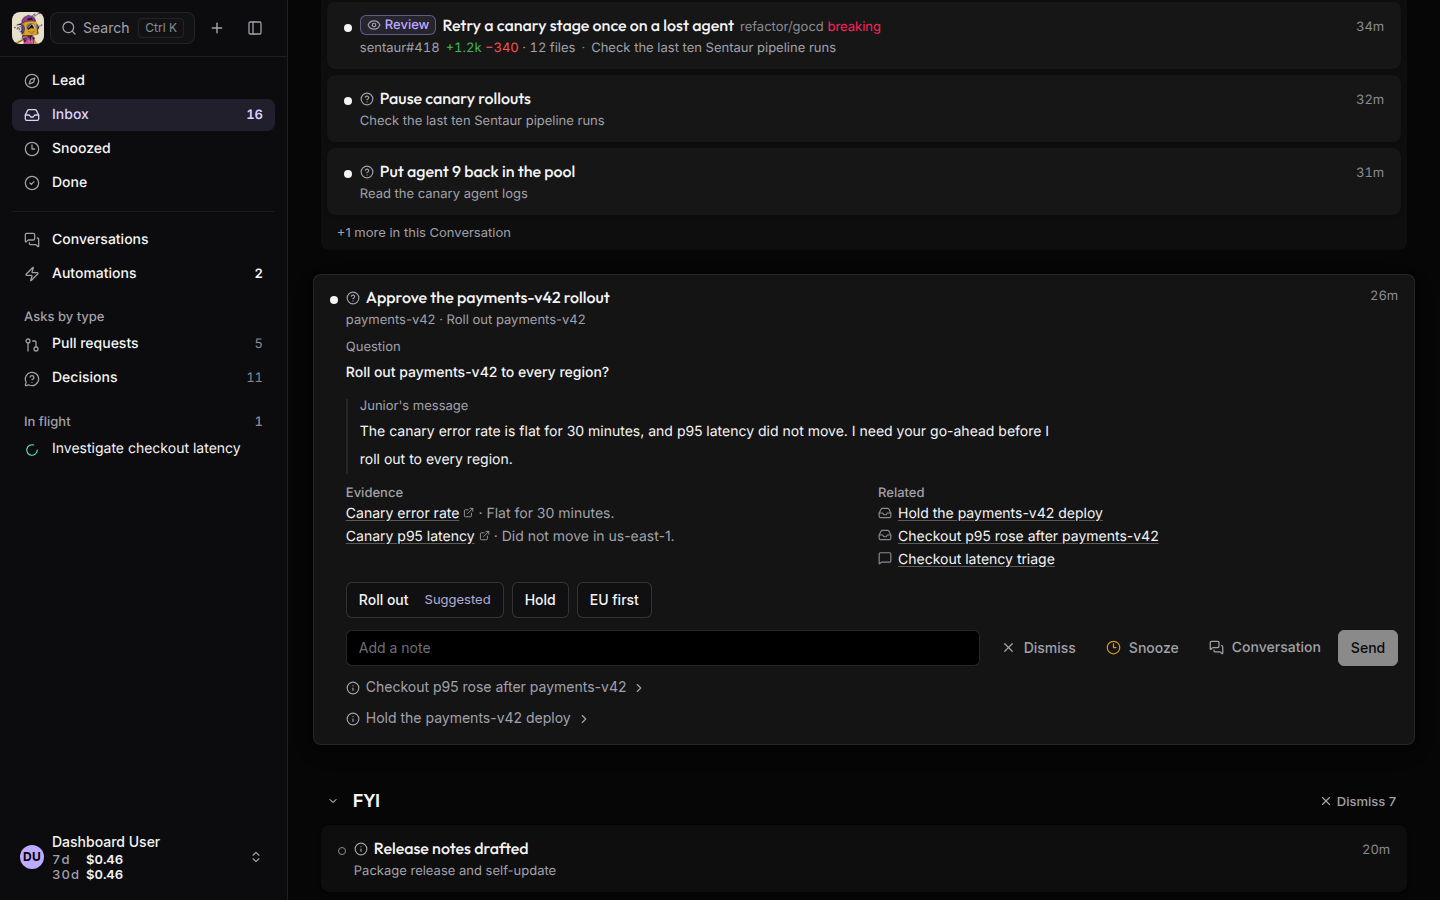 Search Ctrl K
Lead
Inbox 16
Snoozed
Done
Conversations
Automations 2
Asks by type
Pull requests 5
Decisions 11
In flight 1
Investigate checkout latency
DU Dashboard User
7d $0.46
30d $0.46
Review Retry a canary stage once on a lost agent refactor/gocd breaking 34m
sentaur#418 +1.2k −340 · 12 files · Check the last ten Sentaur pipeline runs
Pause canary rollouts 32m
Check the last ten Sentaur pipeline runs
Put agent 9 back in the pool 31m
Read the canary agent logs
+1 more in this Conversation
Approve the payments-v42 rollout 26m
payments-v42 · Roll out payments-v42
Question
Roll out payments-v42 to every region?
Junior's message
The canary error rate is flat for 30 minutes, and p95 latency did not move. I need your go-ahead before I
roll out to every region.
Evidence
Canary error rate · Flat for 30 minutes.
Canary p95 latency · Did not move in us-east-1.
Related
Hold the payments-v42 deploy
Checkout p95 rose after payments-v42
Checkout latency triage
Roll out Suggested Hold EU first
Add a note Dismiss Snooze Conversation Send
Checkout p95 rose after payments-v42
Hold the payments-v42 deploy
FYI Dismiss 7
Release notes drafted 20m
Package release and self-update